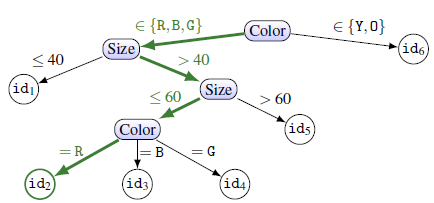 ∈ {R,B,G} Color ∈ {Y,O}
Size id6
≤ 40 > 40
id1 ≤ 60 Size > 60
Color id5
= R = B = G
id2 id3 id4